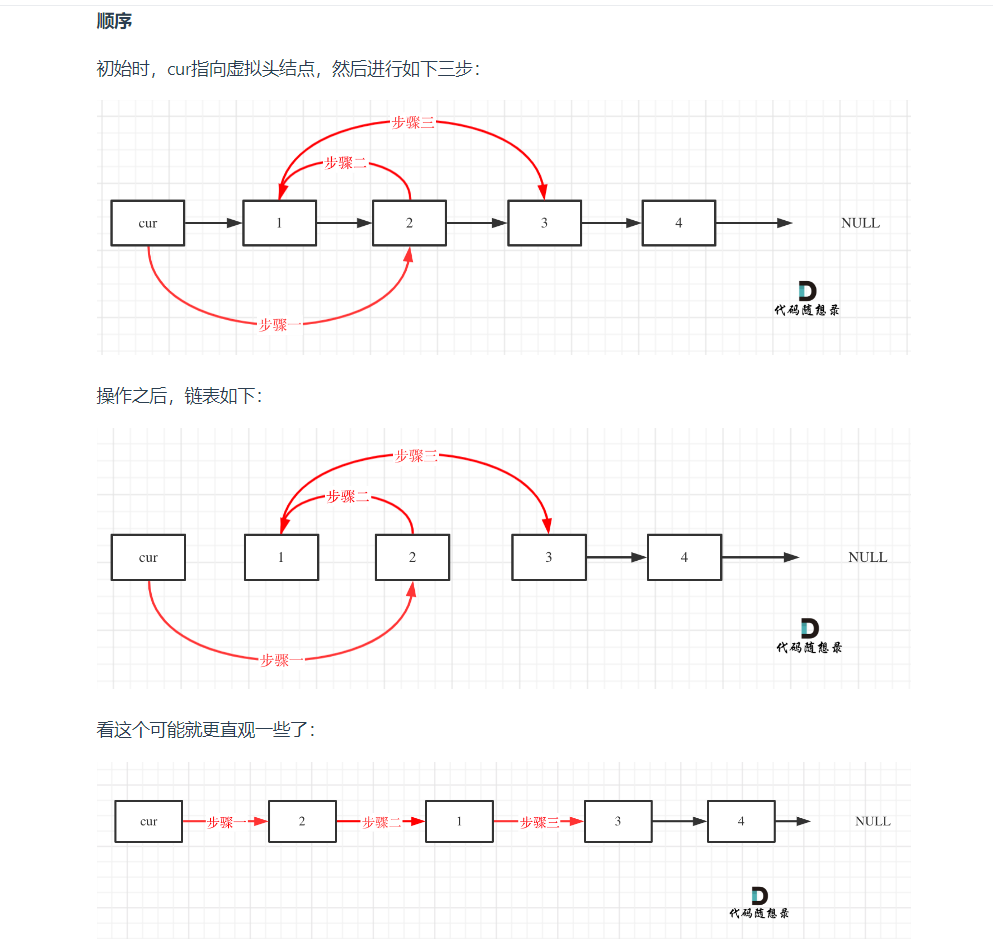 顺序
初始时，cur指向虚拟头结点，然后进行如下三步：
步骤三
步骤二
cur 1 2 3 4 NULL
步骤一
代码随想录
操作之后，链表如下：
步骤三
步骤二
cur 1 2 3 4 NULL
步骤一
代码随想录
看这个可能就更直观一些了：
cur 步骤一 2 步骤二 1 步骤三 3 4 NULL
代码随想录